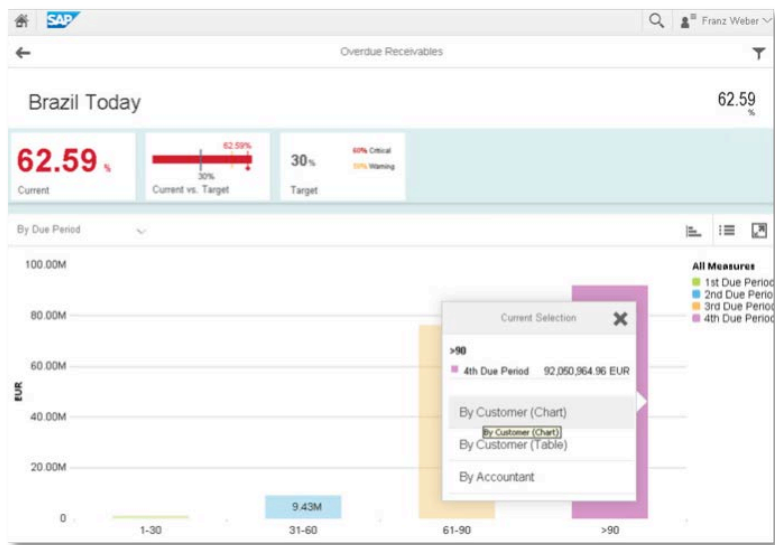 SAP
Franz Weber
Overdue Receivables
Brazil Today
62.59
%
62.59 %
Current
62.59%
30%
Current vs. Target
30%
Target
60% Critical
Warning
By Due Period
100.00M
80.00M
60.00M
40.00M
20.00M
0
EUR
9.43M
1-30
31-60
61-90
>90
All Measures
1st Due Period
2nd Due Perio
3rd Due Period
4th Due Period
Current Selection
>90
4th Due Period 92,050,964.96 EUR
By Customer (Chart)
By Customer (Chart)
By Customer (Table)
By Accountant